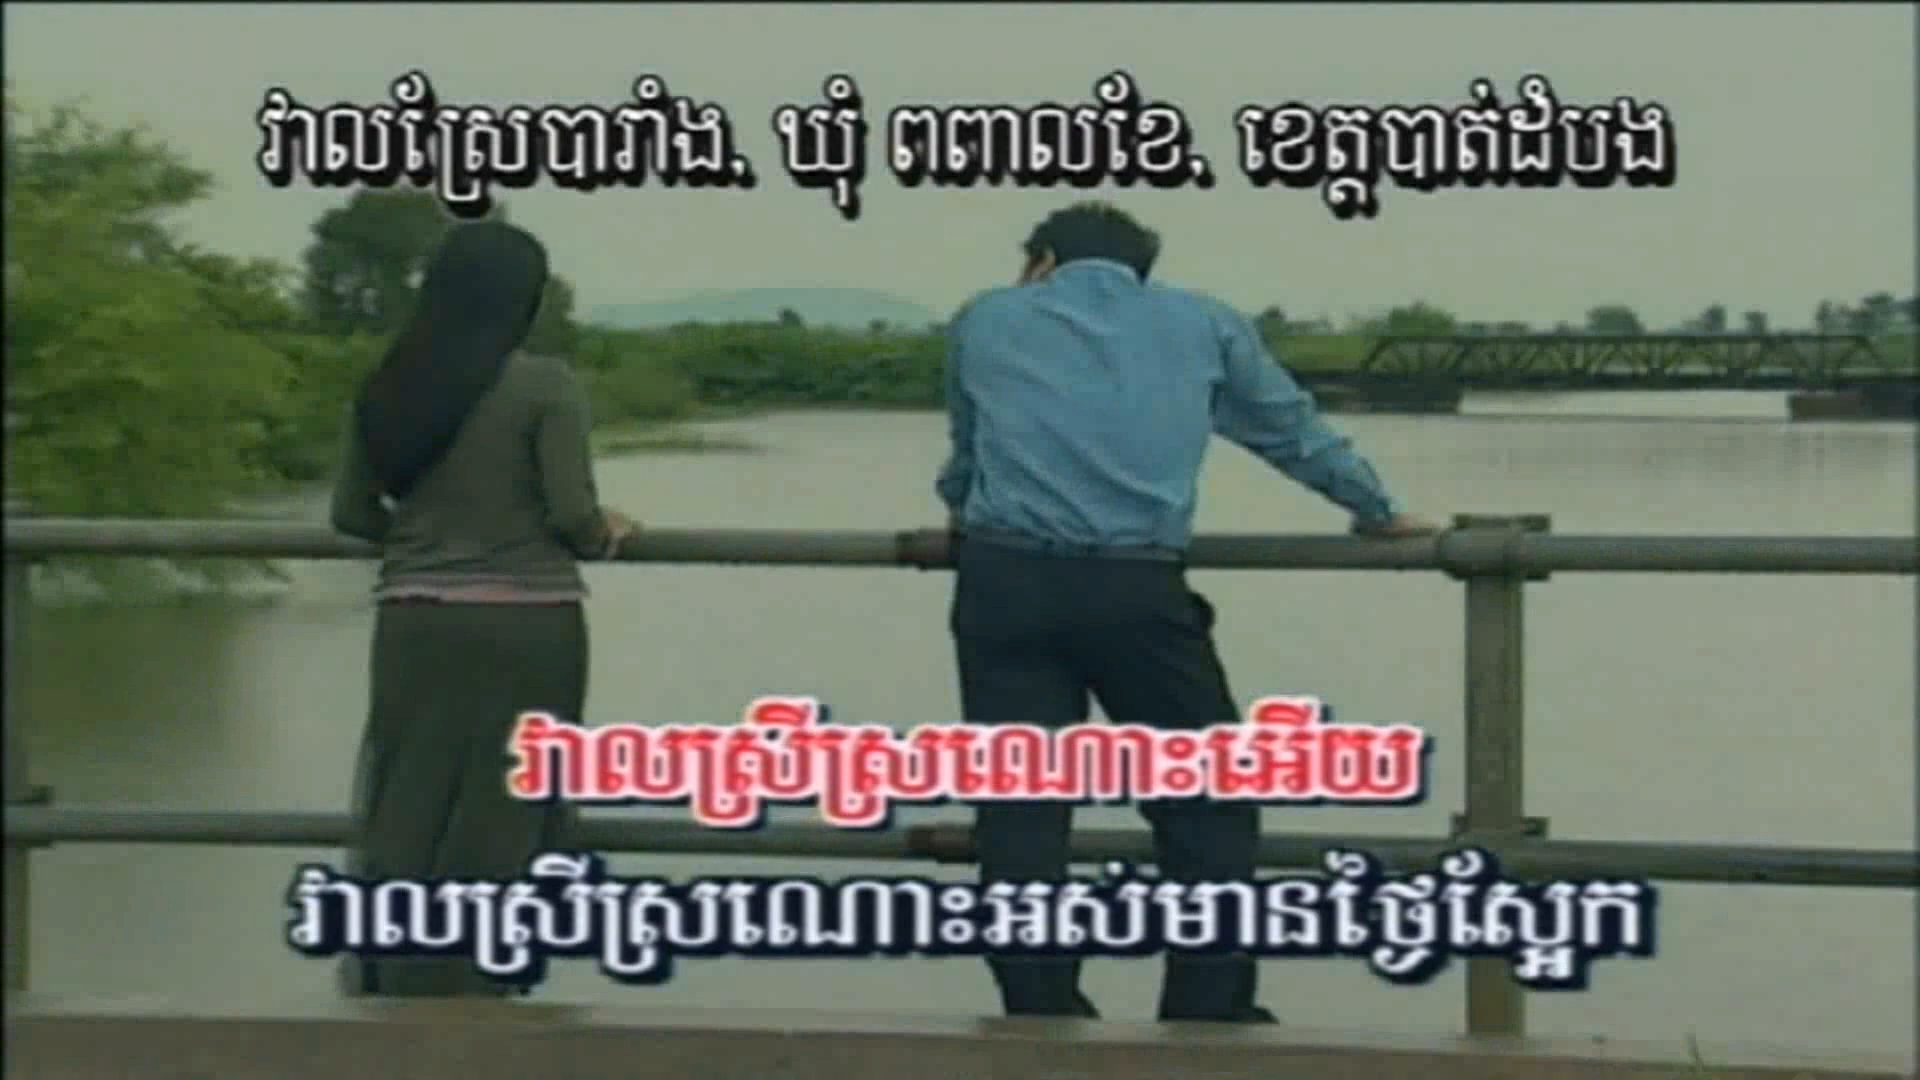 វាលស្រែបារាំង, ឃុំ ពពាលខែ, ខេត្តបាត់ដំបង
វាលស្រីស្រណោះអើយ
វាលស្រីស្រណោះអស់មានថ្ងៃស្អែក